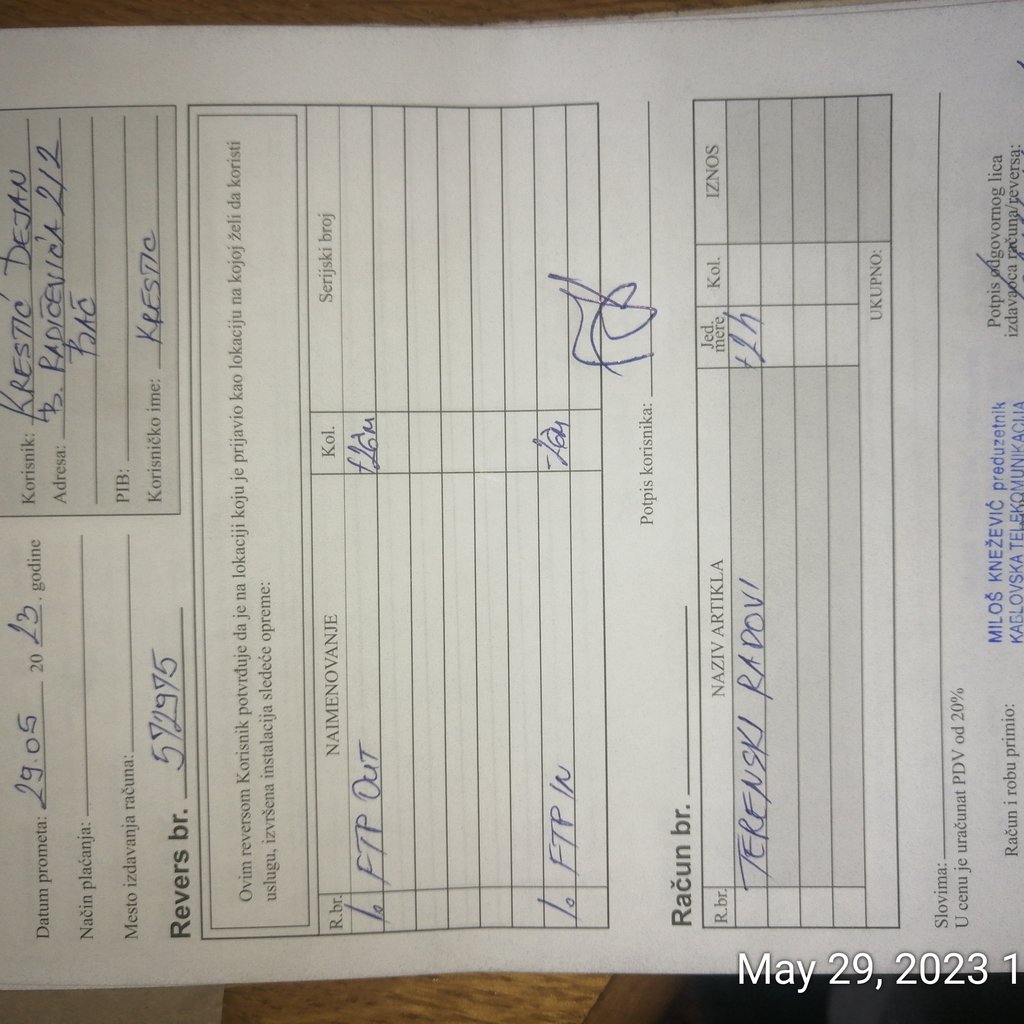 Datum prometa: 29.05 2023. godine
Način plaćanja:
Mesto izdavanja računa:
Korisnik: KRESTIĆ DEJAN
Adresa: B. RADIČEVIĆA 2/2
BAČ
PIB:
Korisničko ime: KRESTIC
Revers br. 572975
Ovim reversom Korisnik potvrđuje da je na lokaciji koju je prijavio kao lokaciju na kojoj želi da koristi
uslugu, izvršena instalacija sledeće opreme:
R.br. NAIMENOVANJE Kol. Serijski broj
1. FTP OUT
1. FTP IN
Potpis korisnika:
Račun br.
R.br. NAZIV ARTIKLA Jed. mere Kol. IZNOS
TERENSKI RADOVI
UKUPNO:
Slovima:
U cenu je uračunat PDV od 20%
Račun i robu primio:
MILOŠ KNEŽEVIĆ preduzetnik
KABLOVSKA TELEKOMUNIKACIJA
Potpis odgovornog lica
izdavaoca računa/reversa:
May 29, 2023 1